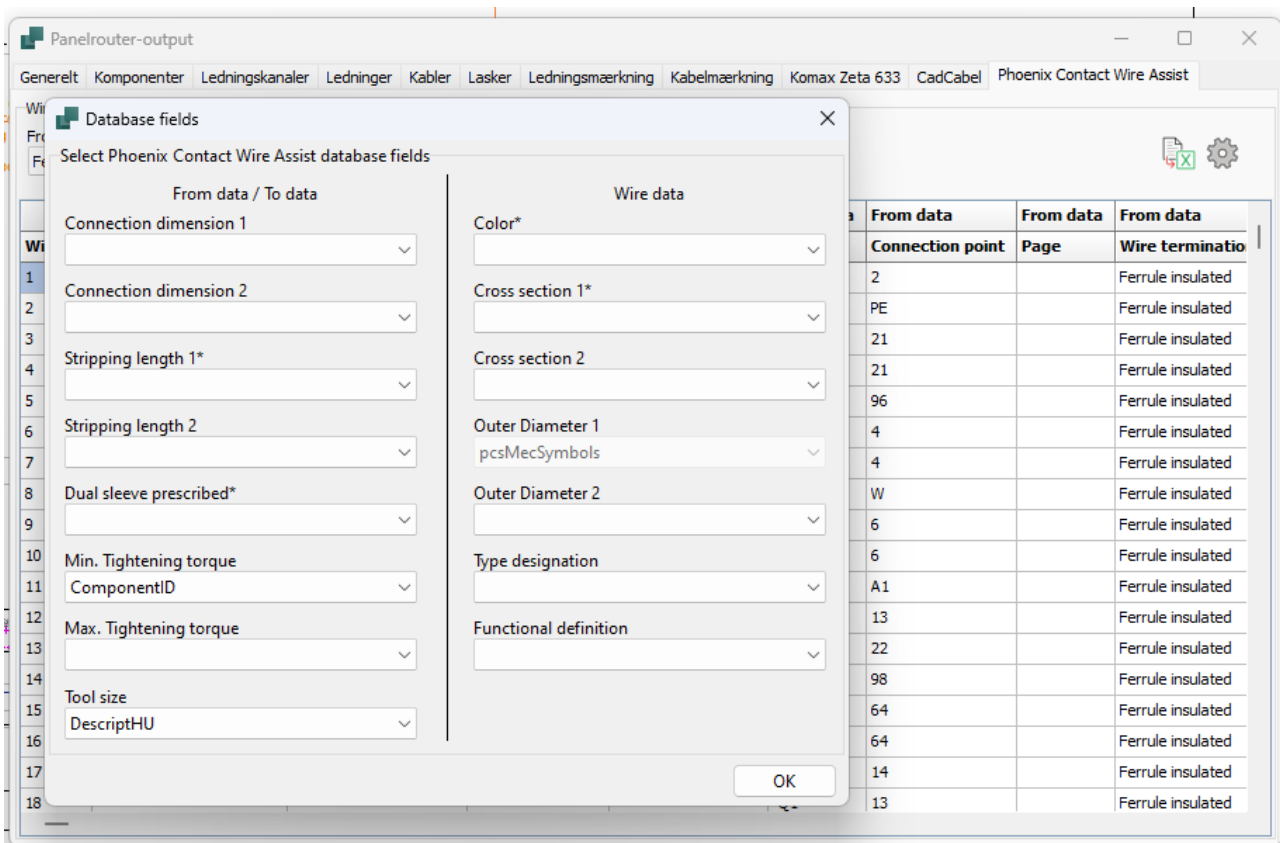 Panelrouter-output
Generelt Komponenter Ledningskanaler Ledninger Kabler Lasker Ledningsmærkning Kabelmærkning Komax Zeta 633 CadCabel Phoenix Contact Wire Assist
Database fields
Select Phoenix Contact Wire Assist database fields
From data / To data
Connection dimension 1
Connection dimension 2
Stripping length 1*
Stripping length 2
Dual sleeve prescribed*
Min. Tightening torque
ComponentID
Max. Tightening torque
Tool size
DescriptHU
Wire data
Color*
Cross section 1*
Cross section 2
Outer Diameter 1
pcsMecSymbols
Outer Diameter 2
Type designation
Functional definition
OK
From data From data From data
Connection point Page Wire terminatio
1 2 Ferrule insulated
2 PE Ferrule insulated
3 21 Ferrule insulated
4 21 Ferrule insulated
5 96 Ferrule insulated
6 4 Ferrule insulated
7 4 Ferrule insulated
8 W Ferrule insulated
9 6 Ferrule insulated
10 6 Ferrule insulated
11 A1 Ferrule insulated
12 13 Ferrule insulated
13 22 Ferrule insulated
14 98 Ferrule insulated
15 64 Ferrule insulated
16 64 Ferrule insulated
17 14 Ferrule insulated
18 13 Ferrule insulated